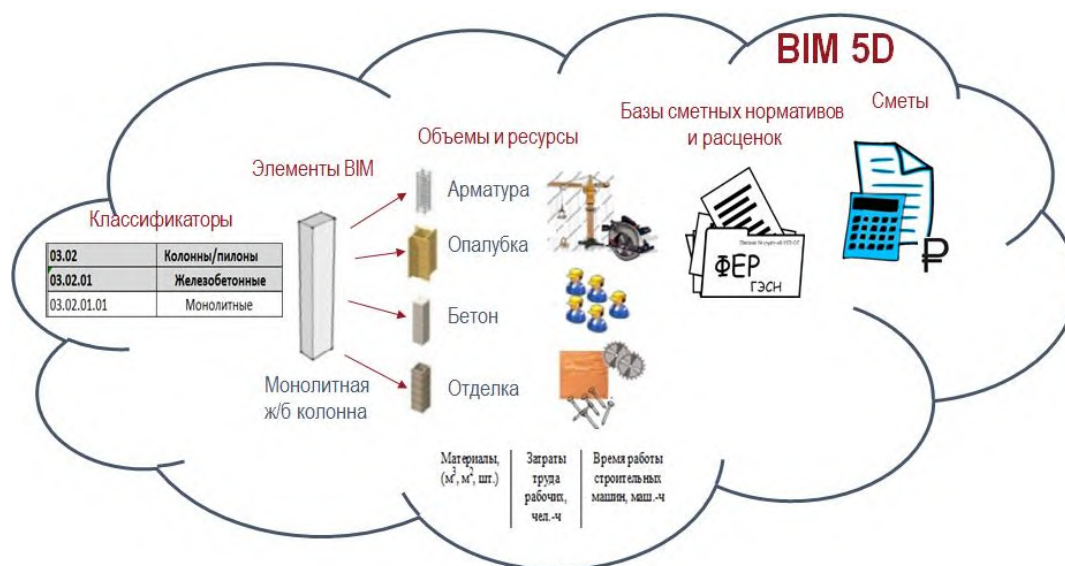 BIM 5D
Сметы
Базы сметных нормативов
и расценок
Объемы и ресурсы
Элементы BIM
Классификаторы
03.02 Колонны/пилоны
03.02.01 Железобетонные
03.02.01.01 Монолитные
Арматура
Опалубка
Бетон
Отделка
Монолитная
ж/б колонна
ФЕР
ГЭСН
₽
Материалы,
(м³, м², шт.)
Затраты
труда
рабочих,
чел.-ч
Время работы
строительных
машин, маш.-ч